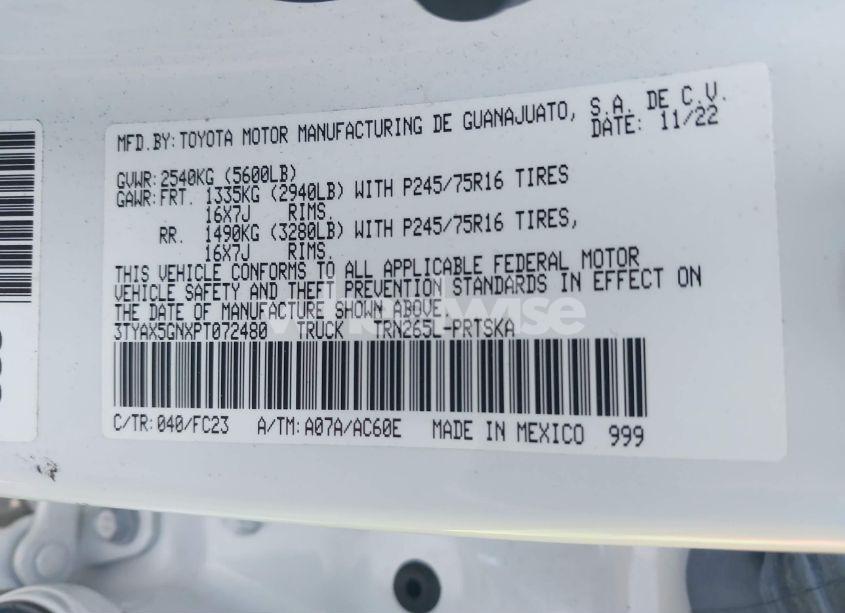 MFD.BY: TOYOTA MOTOR MANUFACTURING DE GUANAJUATO, S.A. DE C.V.
DATE: 11/22
GVWR: 2540KG (5600LB)
GAWR: FRT. 1335KG (2940LB) WITH P245/75R16 TIRES
16X7J RIMS.
RR. 1490KG (3280LB) WITH P245/75R16 TIRES,
16X7J RIMS.
THIS VEHICLE CONFORMS TO ALL APPLICABLE FEDERAL MOTOR
VEHICLE SAFETY AND THEFT PREVENTION STANDARDS IN EFFECT ON
THE DATE OF MANUFACTURE SHOWN ABOVE.
3TYAX5GNXPT072480 TRUCK TRN265L-PRTSKA
C/TR: 040/FC23 A/TM: A07A/AC60E MADE IN MEXICO 999